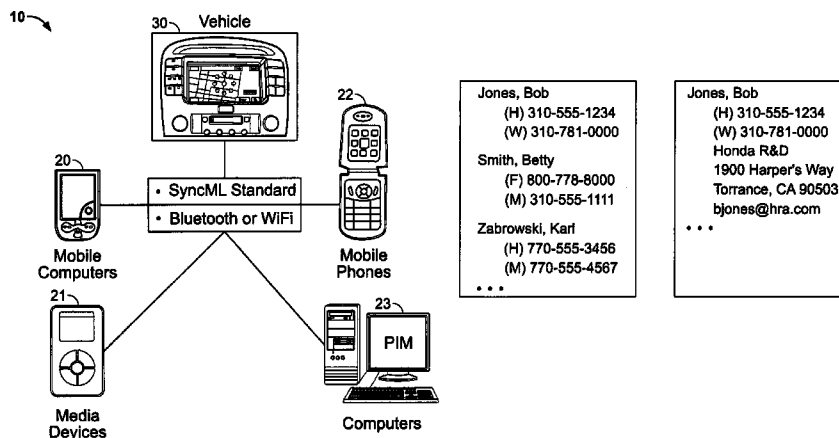 10
30
Vehicle
22
20
• SyncML Standard
• Bluetooth or WiFi
Mobile
Computers
Mobile
Phones
21
23
PIM
Media
Devices
Computers
Jones, Bob
(H) 310-555-1234
(W) 310-781-0000
Smith, Betty
(F) 800-778-8000
(M) 310-555-1111
Zabrowski, Karl
(H) 770-555-3456
(M) 770-555-4567
• • •
Jones, Bob
(H) 310-555-1234
(W) 310-781-0000
Honda R&D
1900 Harper's Way
Torrance, CA 90503
bjones@hra.com
• • •